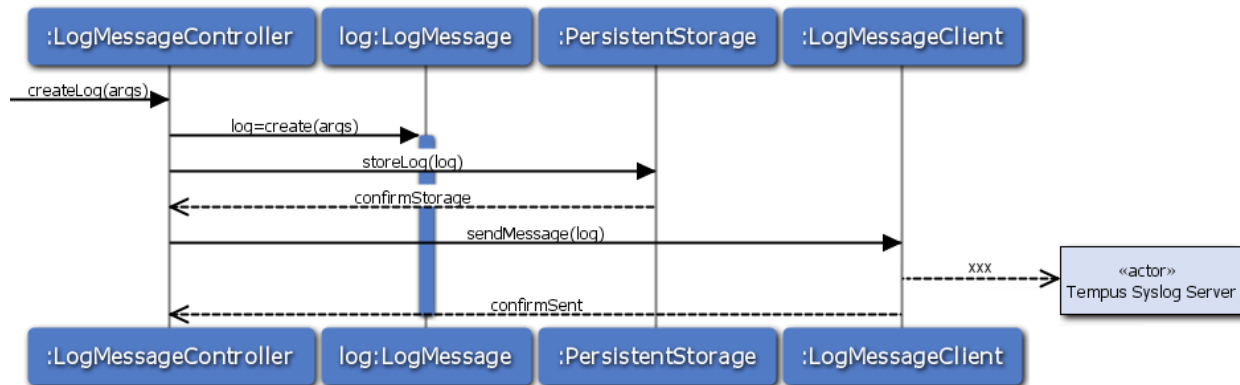 :LogMessageController
log:LogMessage
:PersistentStorage
:LogMessageClient
createLog(args)
log=create(args)
storeLog(log)
confirmStorage
sendMessage(log)
xxx
«actor»
Tempus Syslog Server
confirmSent
:LogMessageController
log:LogMessage
:PersistentStorage
:LogMessageClient